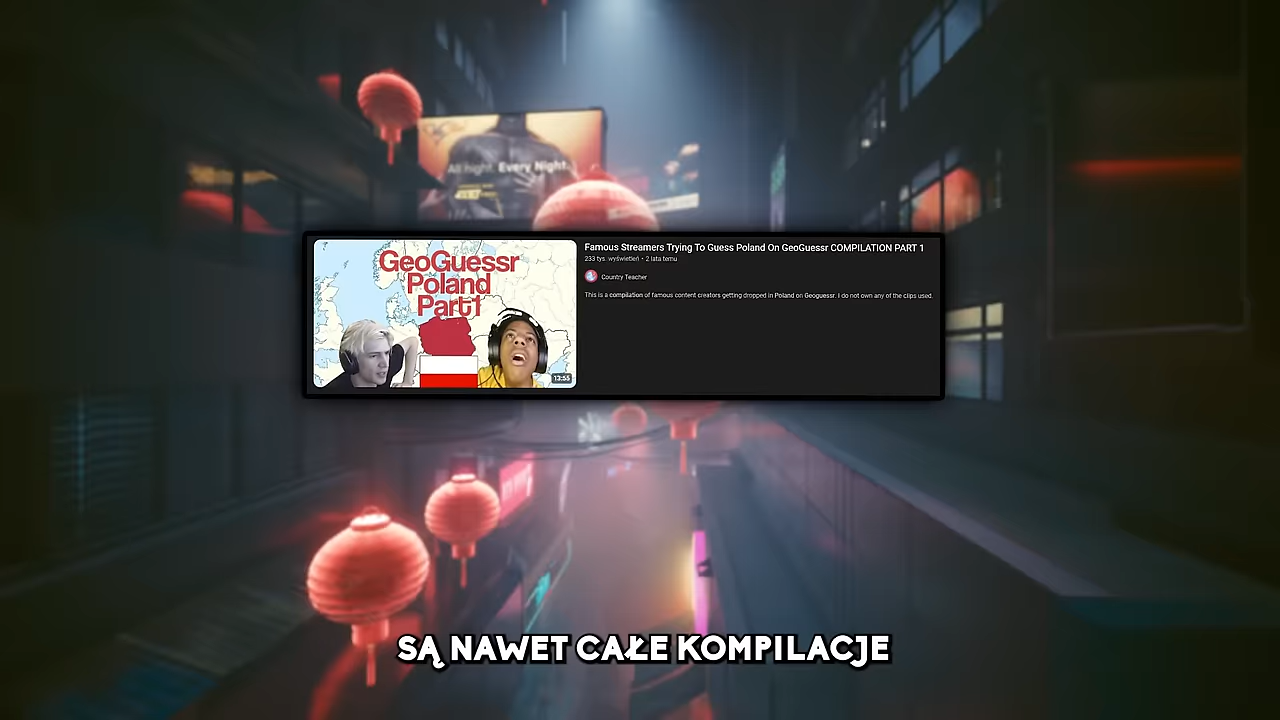 All night. Every Night.
GeoGuessr
Poland
Part1
13:55
Famous Streamers Trying To Guess Poland On GeoGuessr COMPILATION PART 1
233 tys. wyświetleń • 2 lata temu
Country Teacher
This is a compilation of famous content creators getting dropped in Poland on Geoguessr. I do not own any of the clips used.
SĄ NAWET CAŁE KOMPILACJE